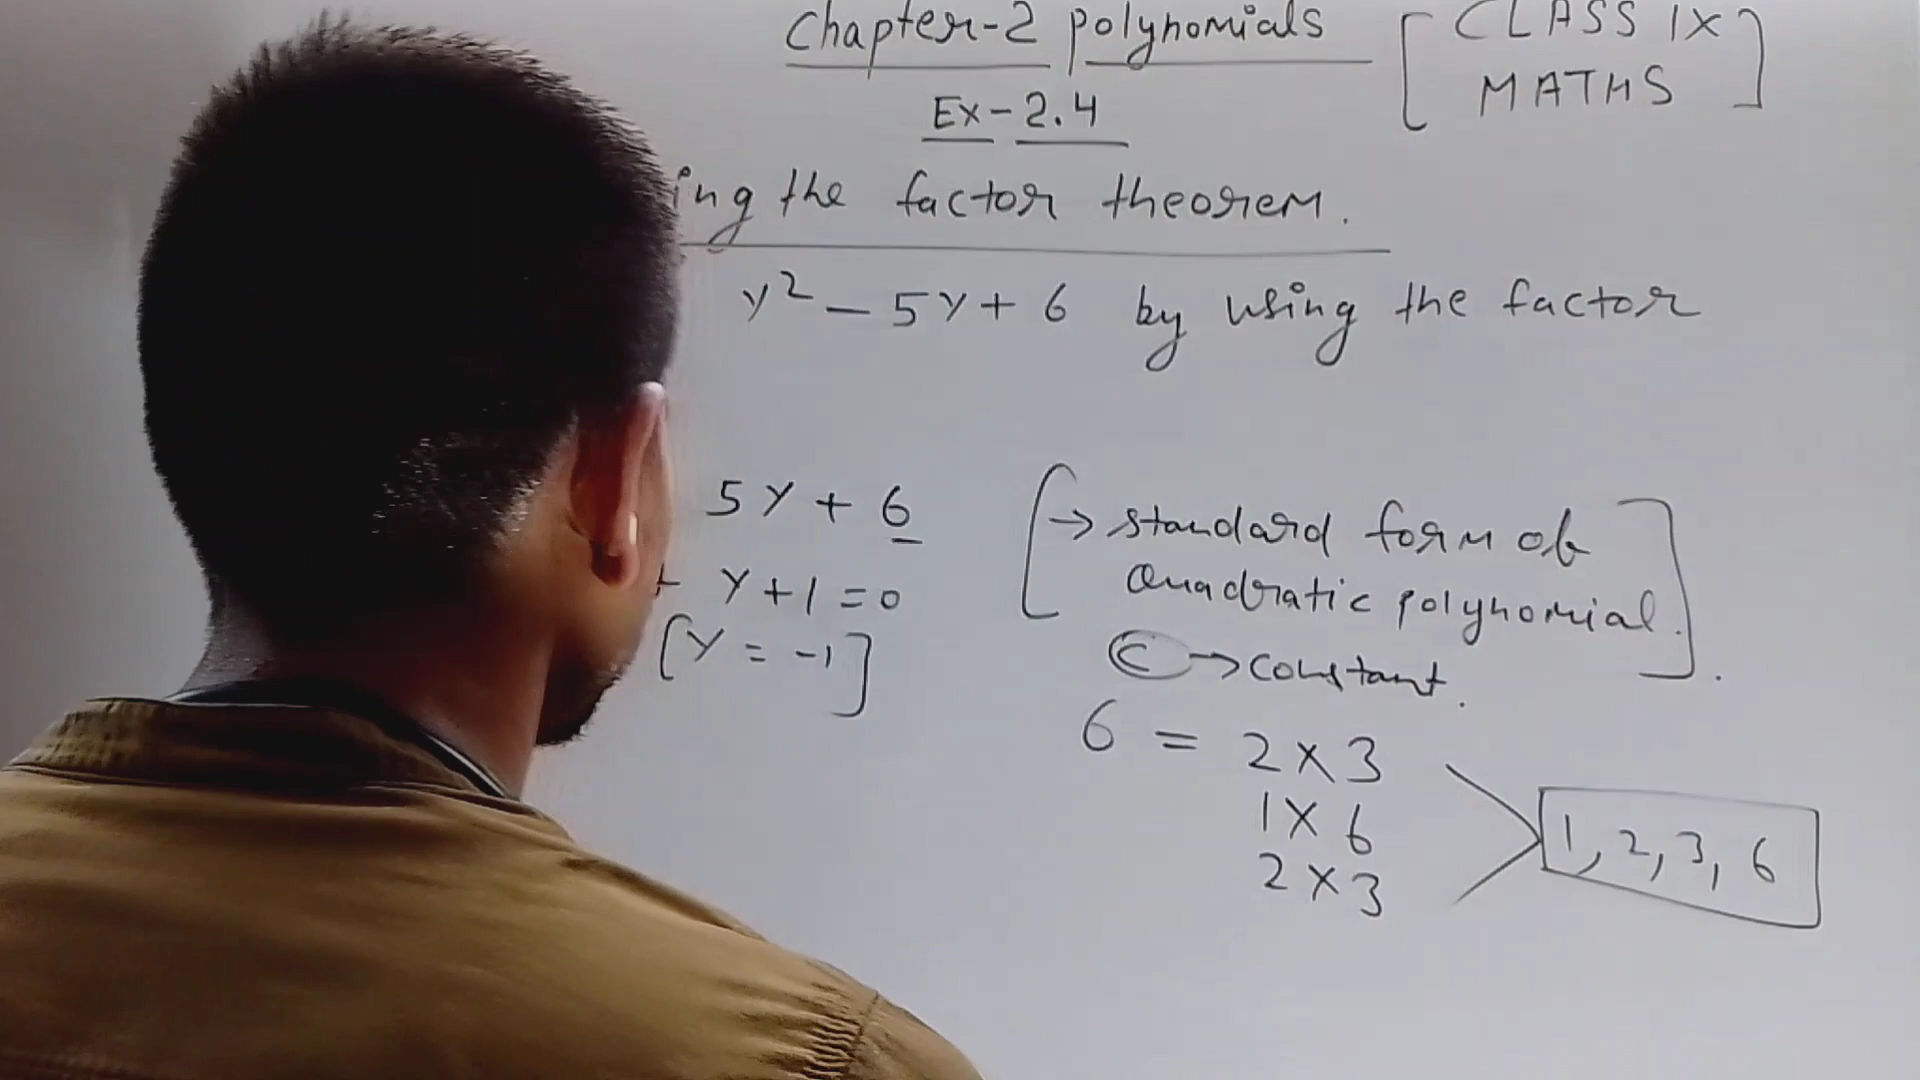 Chapter-2 polynomials [ CLASS IX
MATHS ]
Ex-2.4
ing the factor theorem.
y² - 5y + 6 by using the factor
5y + 6
y + 1 = 0
[y = -1]
[→ standard form of
Quadratic polynomial.]
c → constant.
6 = 2 x 3
1 x 6
2 x 3
1, 2, 3, 6